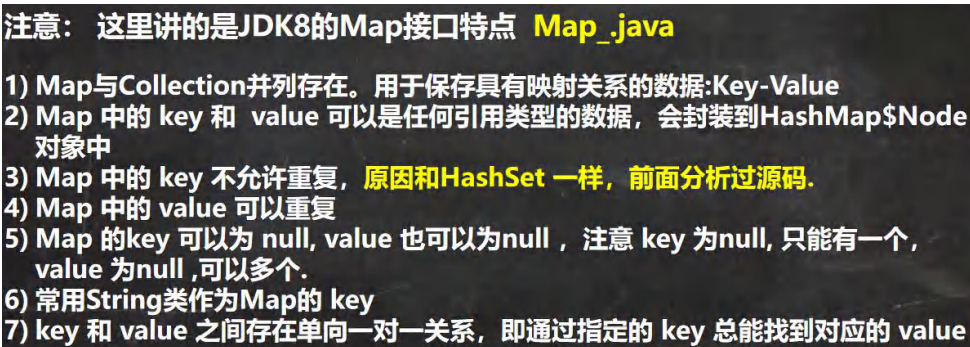 注意： 这里讲的是JDK8的Map接口特点 Map_.java
1) Map与Collection并列存在。用于保存具有映射关系的数据:Key-Value
2) Map 中的 key 和 value 可以是任何引用类型的数据，会封装到HashMap$Node
对象中
3) Map 中的 key 不允许重复，原因和HashSet 一样，前面分析过源码.
4) Map 中的 value 可以重复
5) Map 的key 可以为 null, value 也可以为null ，注意 key 为null, 只能有一个，
value 为null ,可以多个.
6) 常用String类作为Map的 key
7) key 和 value 之间存在单向一对一关系，即通过指定的 key 总能找到对应的 value